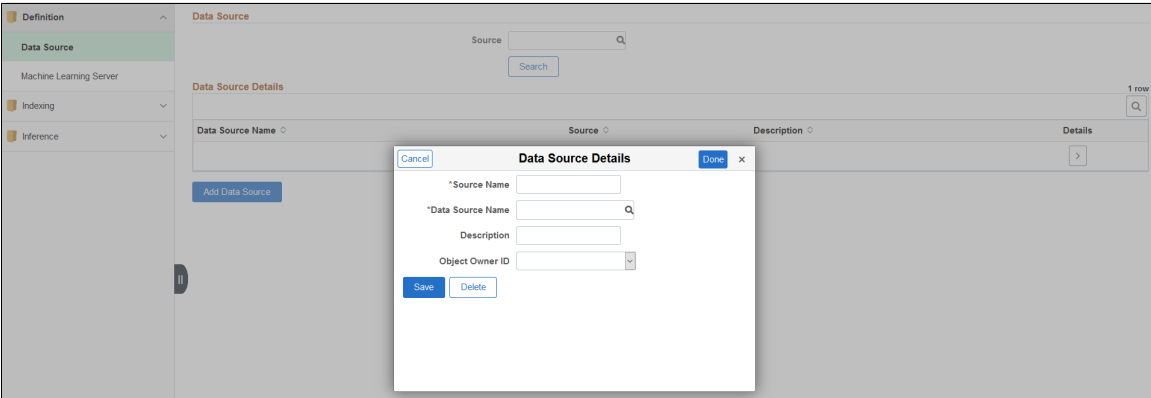 Definition
Data Source
Machine Learning Server
Indexing
Inference
Data Source
Source
Search
Data Source Details
1 row
Data Source Name Source Description Details
Add Data Source
Cancel Data Source Details Done ×
*Source Name
*Data Source Name
Description
Object Owner ID
Save Delete